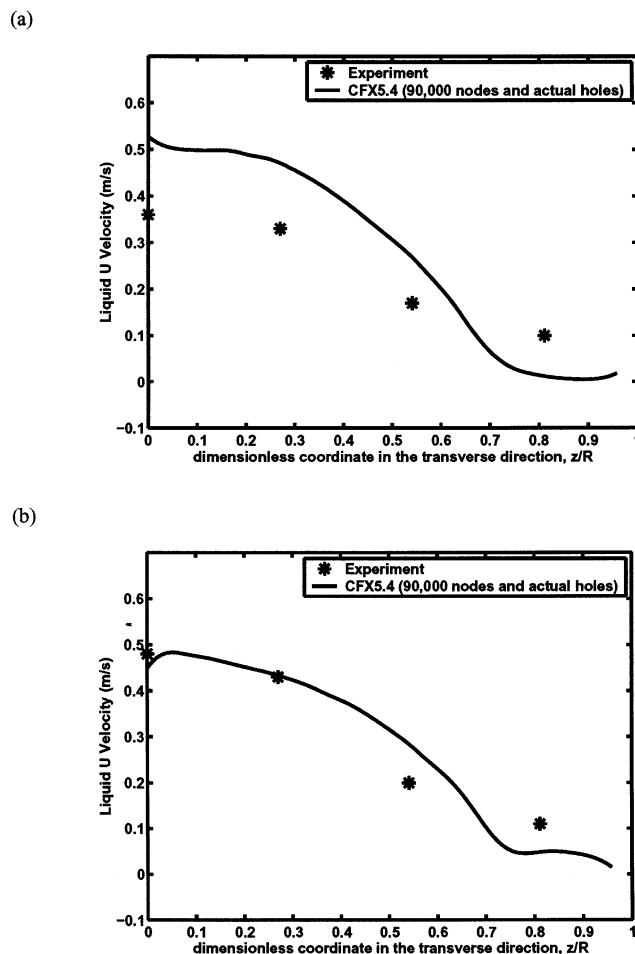 (a)
Experiment
CFX5.4 (90,000 nodes and actual holes)
0.6
0.5
0.4
0.3
0.2
0.1
0
−0.1
Liquid U Velocity (m/s)
0 0.1 0.2 0.3 0.4 0.5 0.6 0.7 0.8 0.9 1
dimensionless coordinate in the transverse direction, z/R
(b)
Experiment
CFX5.4 (90,000 nodes and actual holes)
0.6
0.5
0.4
0.3
0.2
0.1
0
−0.1
Liquid U Velocity (m/s)
0 0.1 0.2 0.3 0.4 0.5 0.6 0.7 0.8 0.9 1
dimensionless coordinate in the transverse direction, z/R